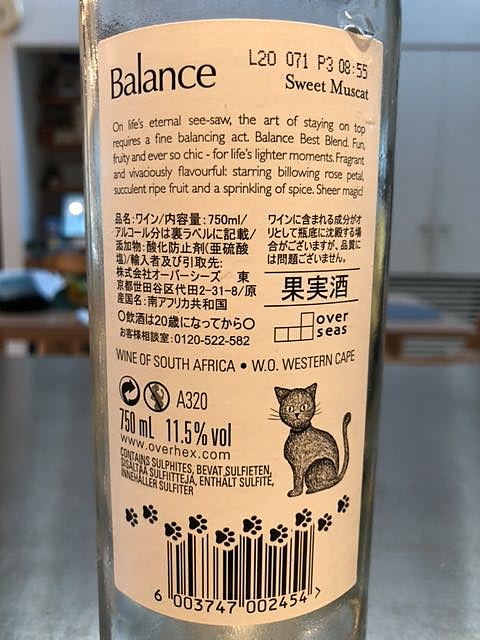 L20 071 P3 08:55
Balance
Sweet Muscat
On life's eternal see-saw, the art of staying on top
requires a fine balancing act. Balance Best Blend. Fun,
fruity and ever so chic - for life's lighter moments. Fragrant
and vivaciously flavourful: starring billowing rose petal,
succulent ripe fruit and a sprinkling of spice. Sheer magic!
品名:ワイン/内容量:750ml/
アルコール分は裏ラベルに記載/
添加物:酸化防止剤(亜硫酸
塩)/輸入者及び引取先:
株式会社オーバーシーズ 東
京都世田谷区代田2-31-8/原
産国名:南アフリカ共和国
〇飲酒は20歳になってから〇
お客様相談室:0120-522-582
ワインに含まれる成分がオ
リとして瓶底に沈殿する場
合がございますが、品質に
は問題ございません。
果実酒
over
seas
WINE OF SOUTH AFRICA • W.O. WESTERN CAPE
A320
750 mL 11.5% vol
www.overhex.com
CONTAINS SULPHITES, BEVAT SULFIETEN,
SISÄLTÄÄ SULFIITTEJA, ENTHÄLT SULFITE,
INNEHÅLLER SULFITER
6 003747 002454 >